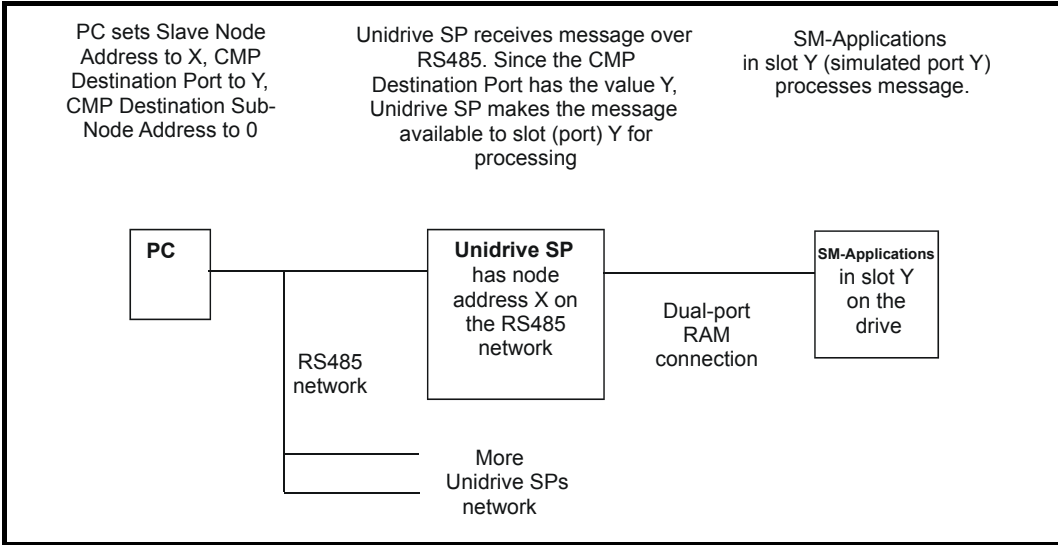 PC sets Slave Node
Address to X, CMP
Destination Port to Y,
CMP Destination Sub-
Node Address to 0
Unidrive SP receives message over
RS485. Since the CMP
Destination Port has the value Y,
Unidrive SP makes the message
available to slot (port) Y for
processing
SM-Applications
in slot Y (simulated port Y)
processes message.
PC
Unidrive SP
has node
address X on
the RS485
network
SM-Applications
in slot Y
on the
drive
Dual-port
RAM
connection
RS485
network
More
Unidrive SPs
network